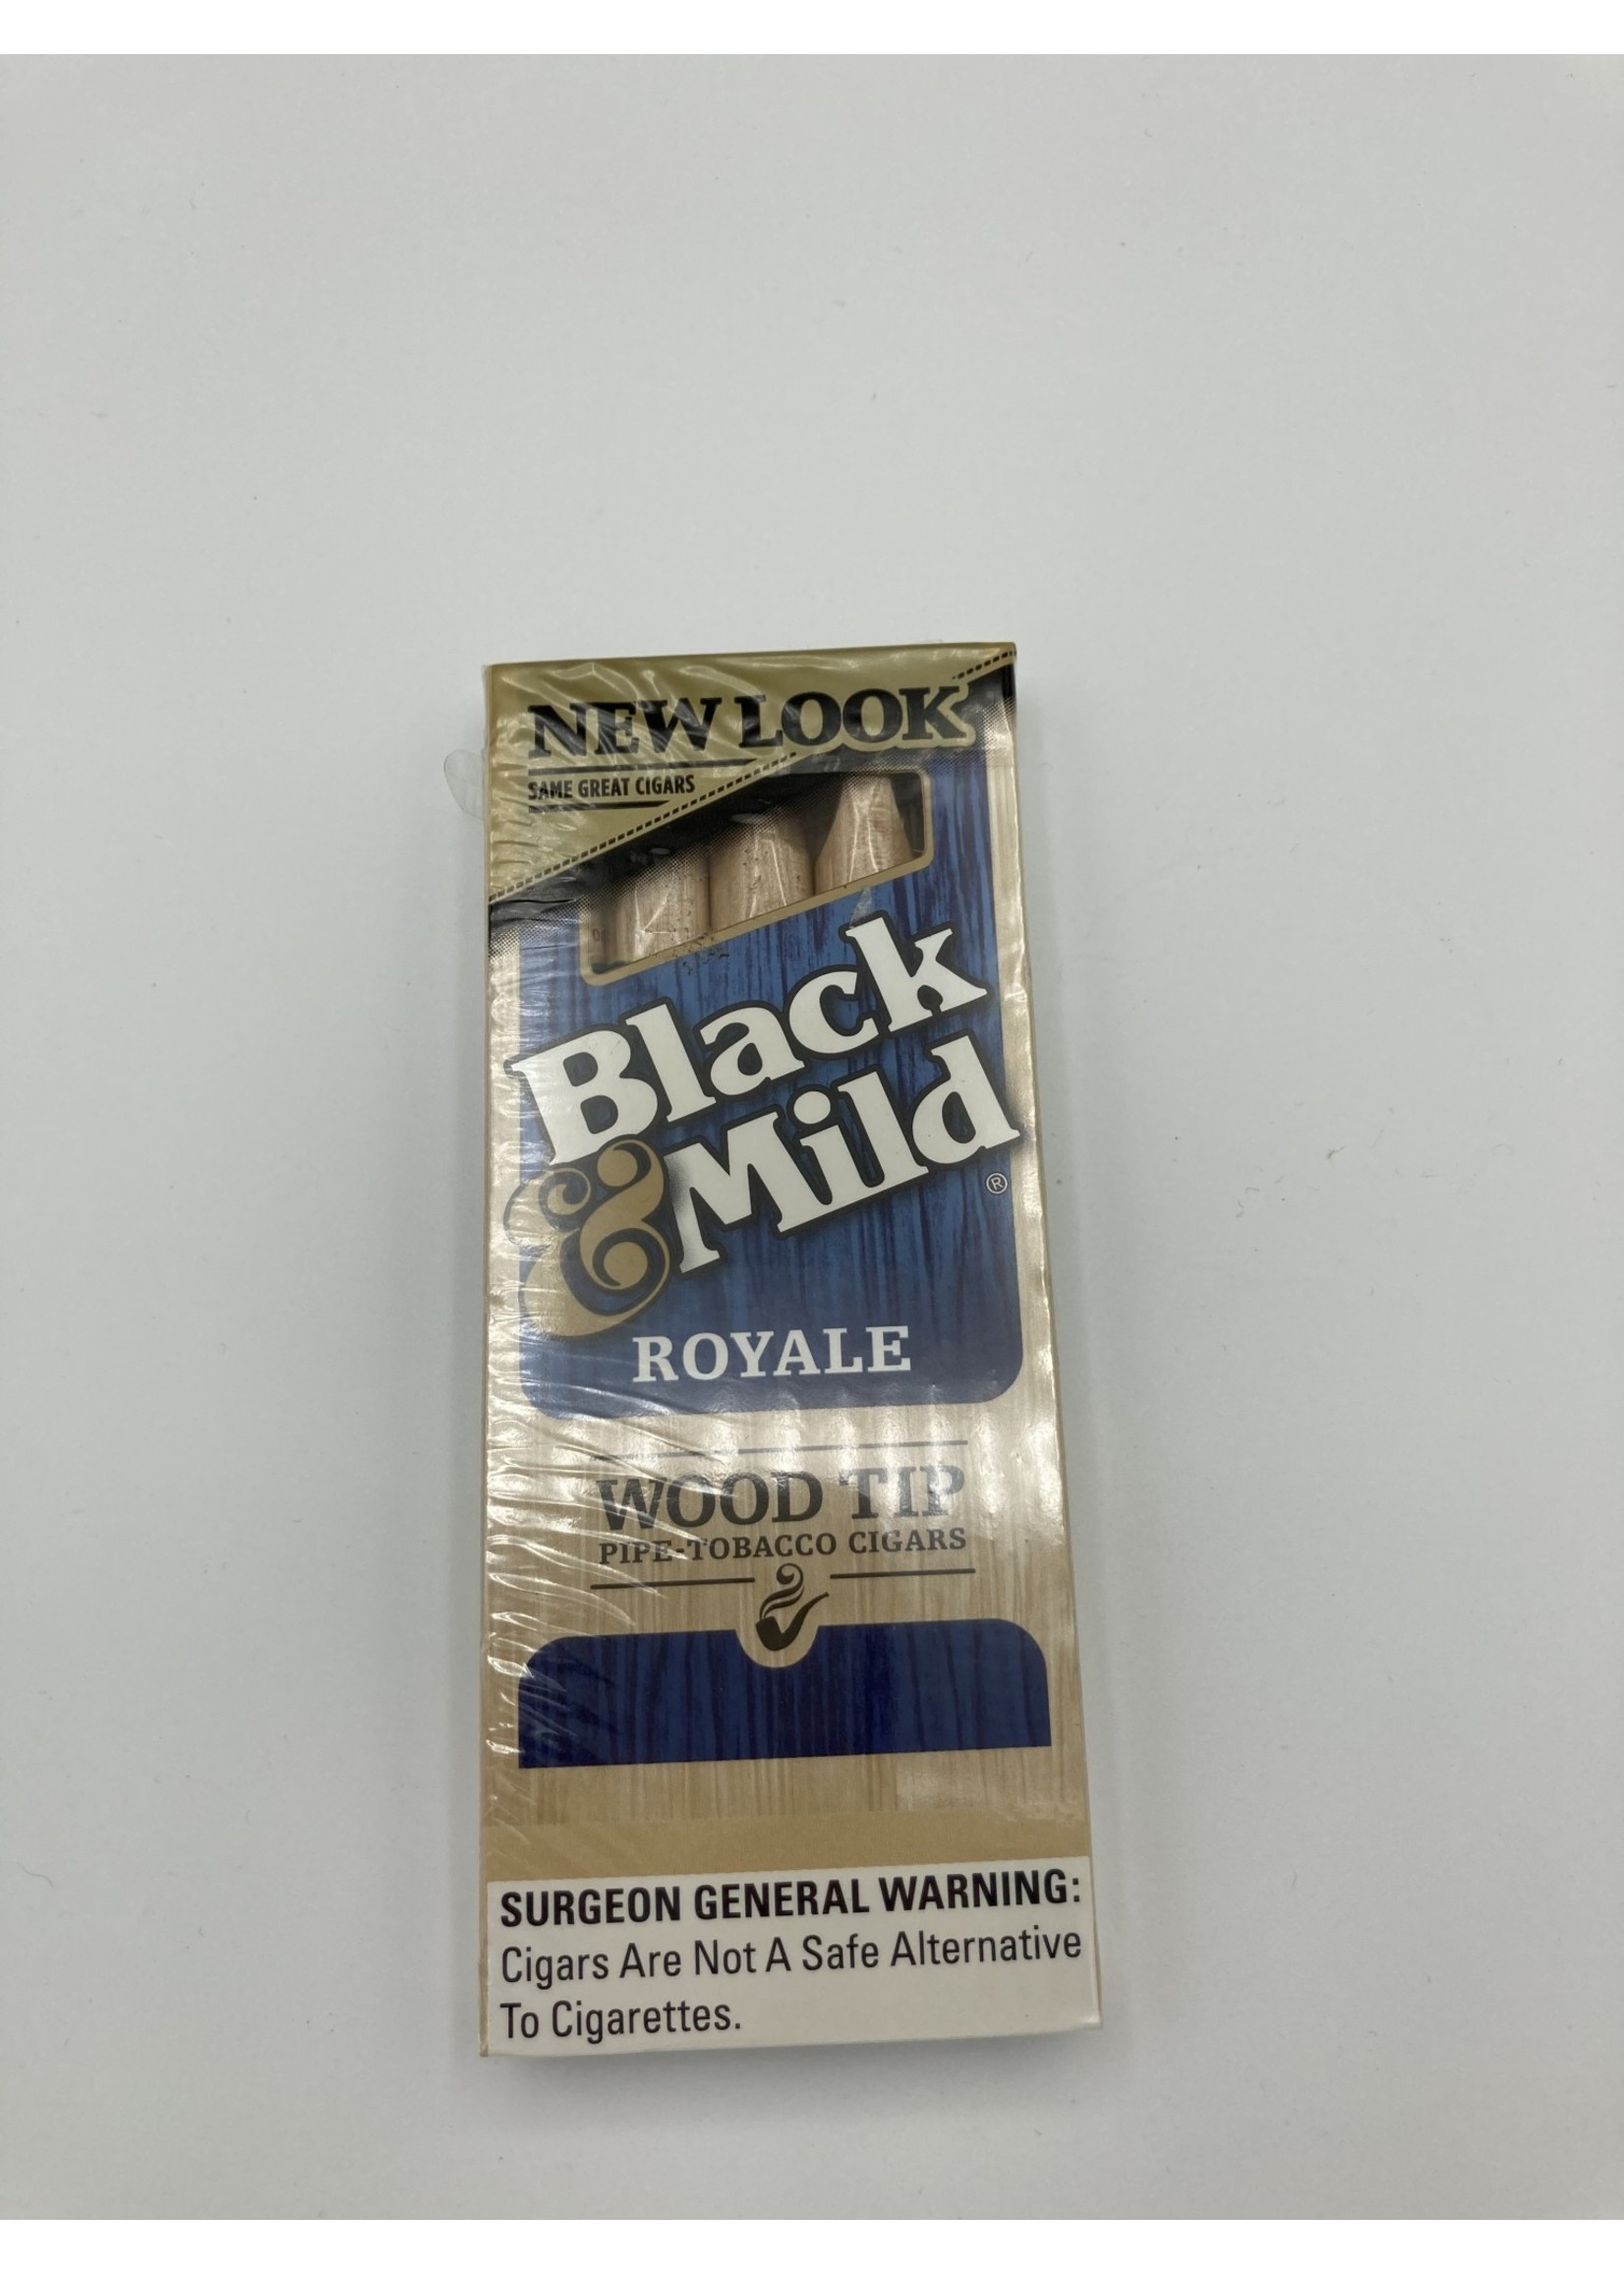 NEW LOOK
SAME GREAT CIGARS
Black
& Mild
®
ROYALE
WOOD TIP
PIPE-TOBACCO CIGARS
SURGEON GENERAL WARNING:
Cigars Are Not A Safe Alternative
To Cigarettes.